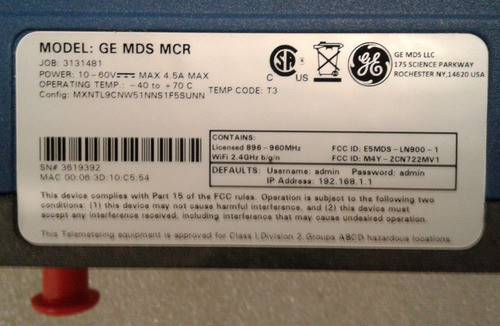 MODEL: GE MDS MCR
JOB: 3131481
POWER: 10-60V MAX 4.5A MAX
OPERATING TEMP: -40 to +70 C
TEMP CODE: T3
Config: MXNTL9CNW51NNS1F5SUNN
C US
GE
GE MDS LLC
175 SCIENCE PARKWAY
ROCHESTER NY, 14620 USA
SN# 3619392
MAC 00:06:3D:10:C5:54
CONTAINS:
Licensed 896-960MHz FCC ID: E5MDS-LN900-1
WiFi 2.4GHz b/g/n FCC ID: M4Y-ZCN722MV1
DEFAULTS: Username: admin Password: admin
IP Address: 192.168.1.1
This device complies with Part 15 of the FCC rules. Operation is subject to the following two
conditions: (1) this device may not cause harmful interference, and (2) this device must
accept any interference received, including interference that may cause undesired operation.
This Telemetering equipment is approved for Class I, Division 2 Groups ABCD hazardous locations